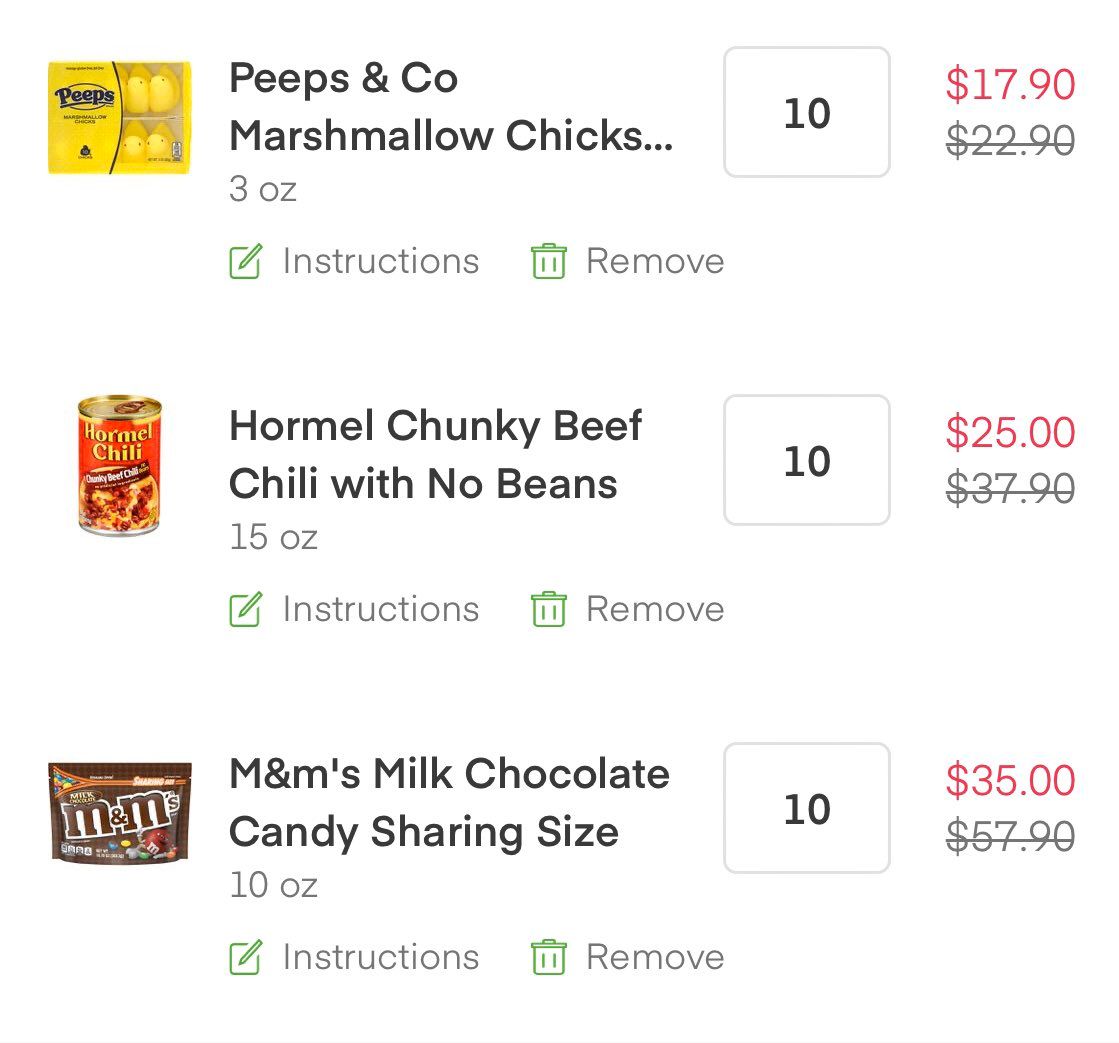 Peeps & Co
Marshmallow Chicks...
3 oz
Instructions Remove
10
$17.90
$22.90
Peeps
MARSHMALLOW
CHICKS
Hormel Chunky Beef
Chili with No Beans
15 oz
Instructions Remove
10
$25.00
$37.90
Hormel
Chili
Chunky Beef Chili
M&m's Milk Chocolate
Candy Sharing Size
10 oz
Instructions Remove
10
$35.00
$57.90
SHARING SIZE
MILK
CHOCOLATE
m&m's